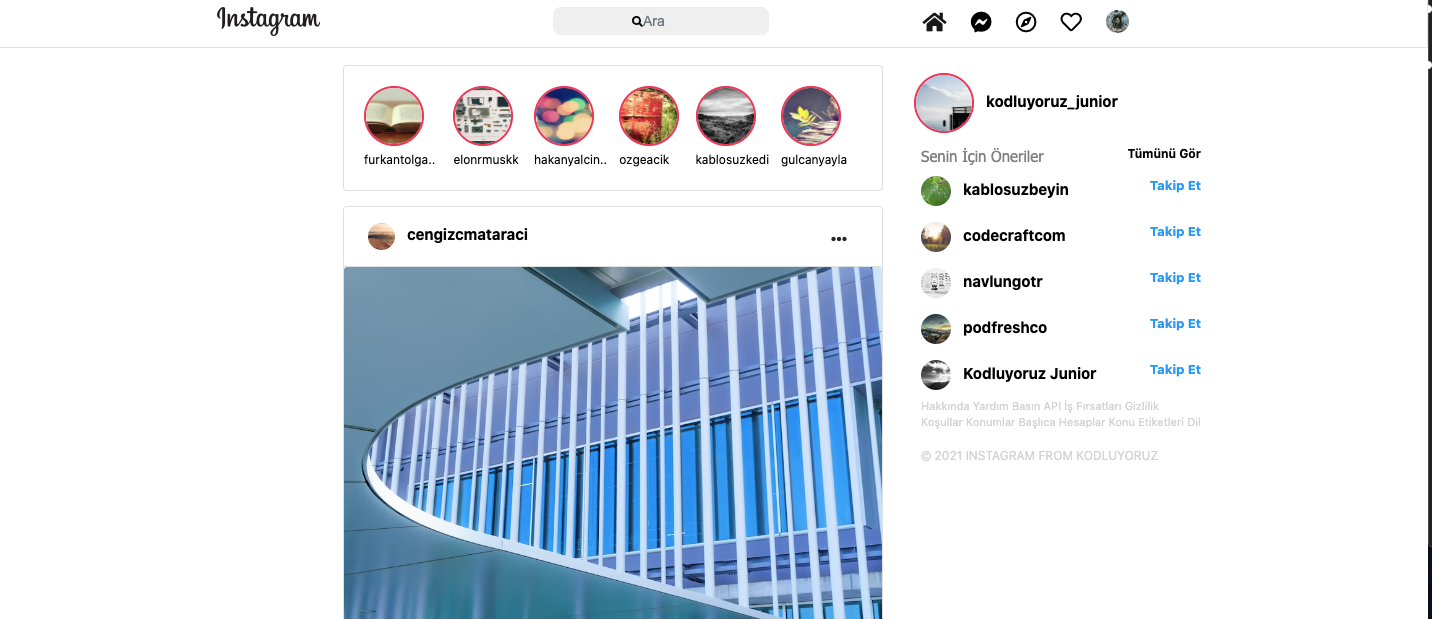 Instagram
Ara
furkantolga..
elonrmuskk
hakanyalcin..
ozgeacik
kablosuzkedi
gulcanyayla
cengizcmataraci
kodluyoruz_junior
Senin İçin Öneriler
Tümünü Gör
kablosuzbeyin
Takip Et
codecraftcom
Takip Et
navlungotr
Takip Et
podfreshco
Takip Et
Kodluyoruz Junior
Takip Et
Hakkında Yardım Basın API İş Fırsatları Gizlilik
Koşullar Konumlar Başlıca Hesaplar Konu Etiketleri Dil
© 2021 INSTAGRAM FROM KODLUYORUZ